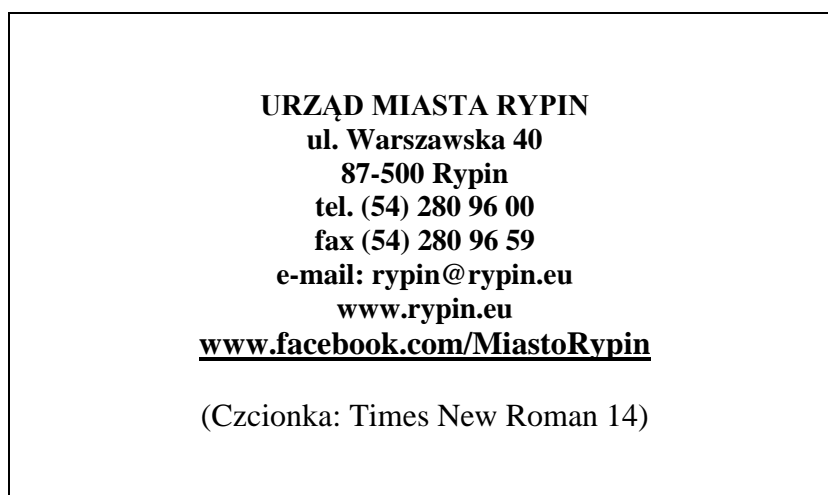 URZĄD MIASTA RYPIN
ul. Warszawska 40
87-500 Rypin
tel. (54) 280 96 00
fax (54) 280 96 59
e-mail: rypin@rypin.eu
www.rypin.eu
www.facebook.com/MiastoRypin
(Czcionka: Times New Roman 14)